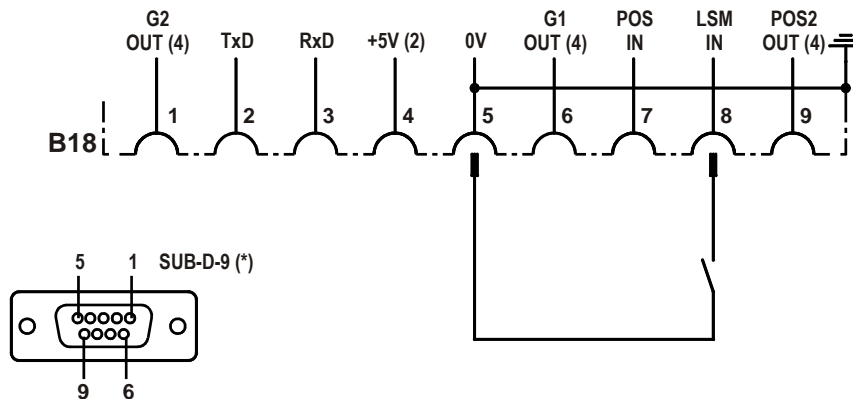 G2 OUT (4) TxD RxD +5V (2) 0V G1 OUT (4) POS IN LSM IN POS2 OUT (4)
1 2 3 4 5 6 7 8 9
B18
5 1 SUB-D-9 (*)
9 6